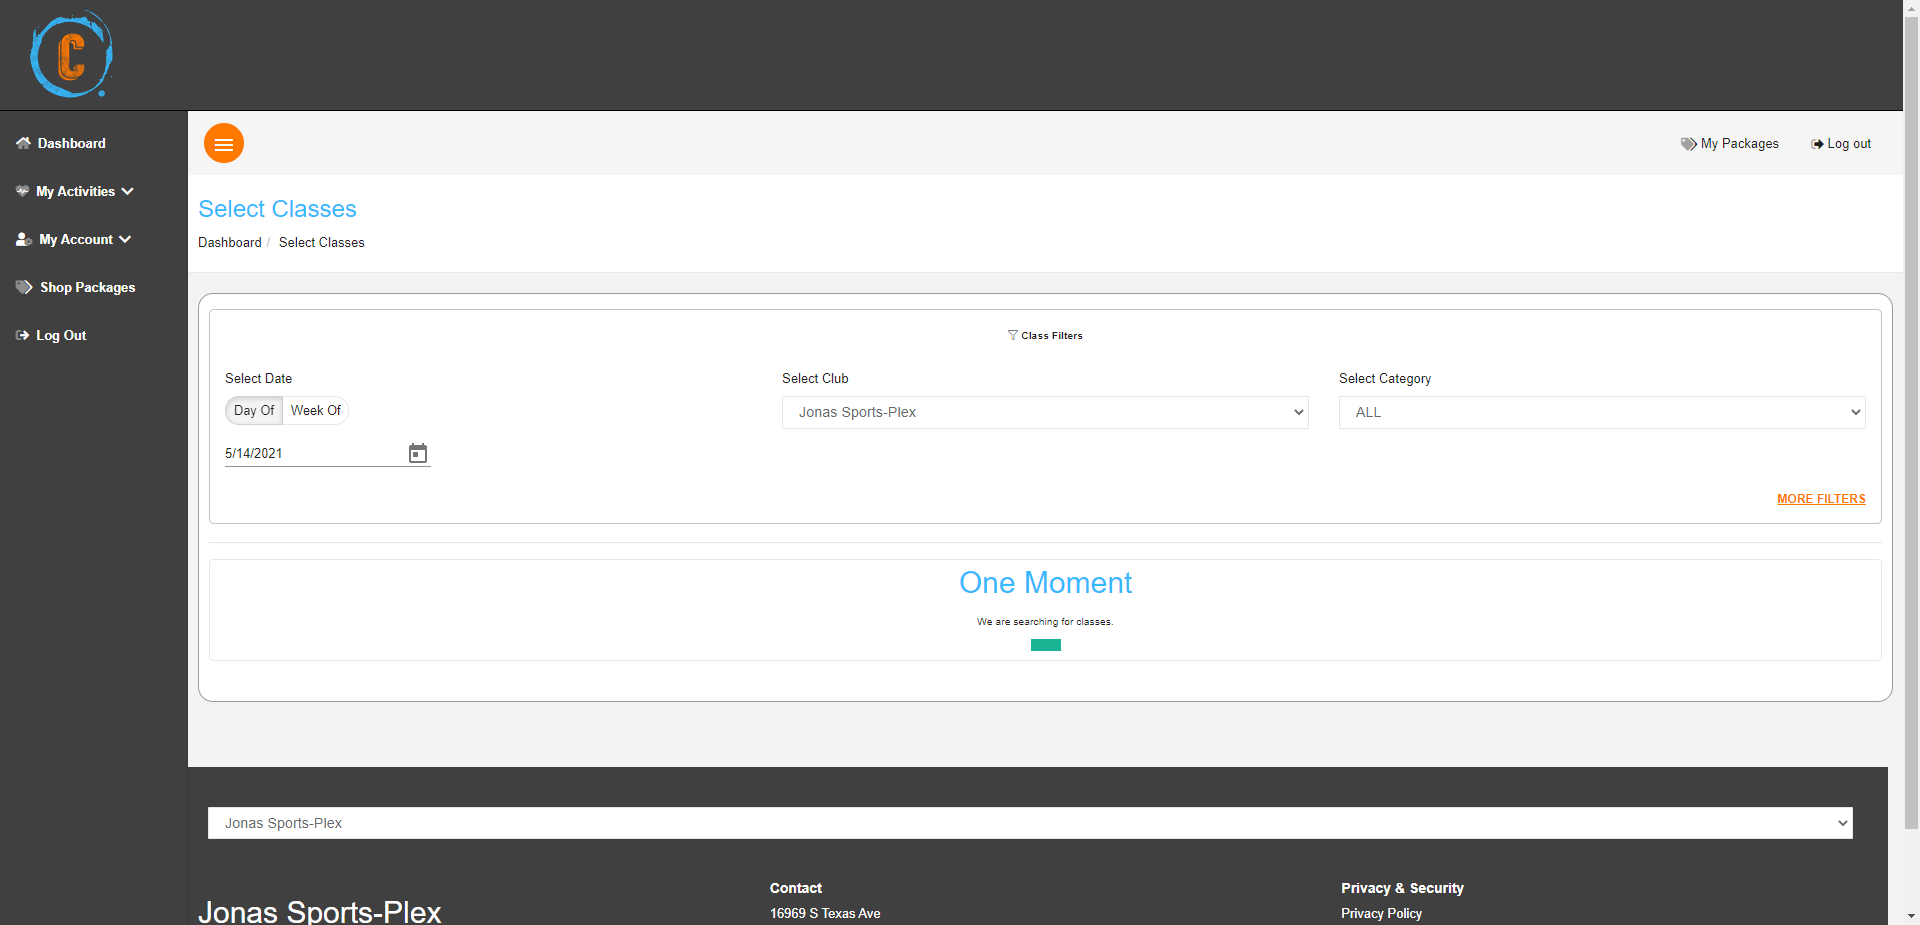 C
Dashboard
My Activities
My Account
Shop Packages
Log Out
My Packages
Log out
Select Classes
Dashboard / Select Classes
Class Filters
Select Date
Day Of
Week Of
5/14/2021
Select Club
Jonas Sports-Plex
Select Category
ALL
MORE FILTERS
One Moment
We are searching for classes.
Jonas Sports-Plex
Jonas Sports-Plex
Contact
16969 S Texas Ave
Privacy & Security
Privacy Policy